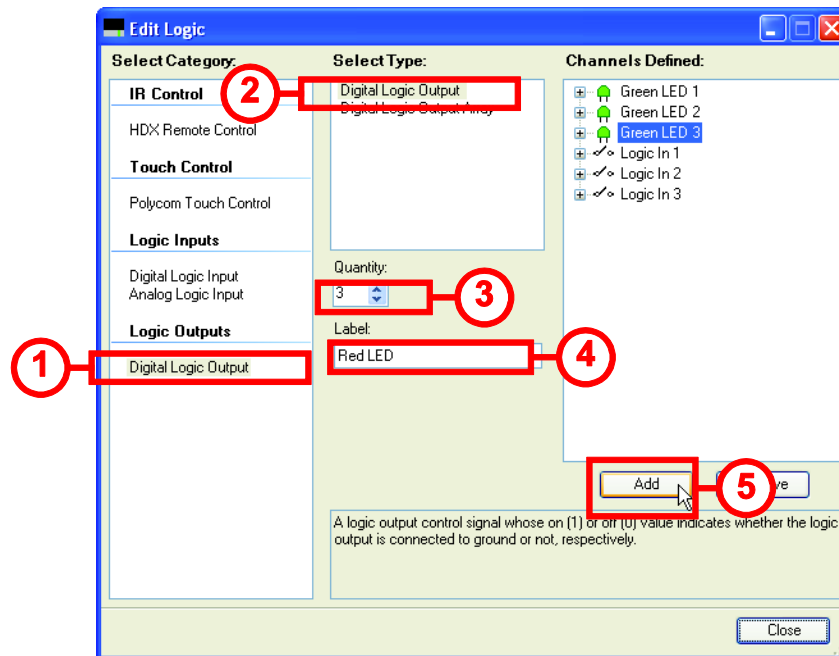 Edit Logic
Select Category:
Select Type:
Channels Defined:
IR Control
HDX Remote Control
Touch Control
Polycom Touch Control
Logic Inputs
Digital Logic Input
Analog Logic Input
Logic Outputs
Digital Logic Output
1
2
Digital Logic Output
Digital Logic Output Array
Quantity:
3
3
Label:
Red LED
4
Green LED 1
Green LED 2
Green LED 3
Logic In 1
Logic In 2
Logic In 3
Add
5
A logic output control signal whose on (1) or off (0) value indicates whether the logic
output is connected to ground or not, respectively.
Close